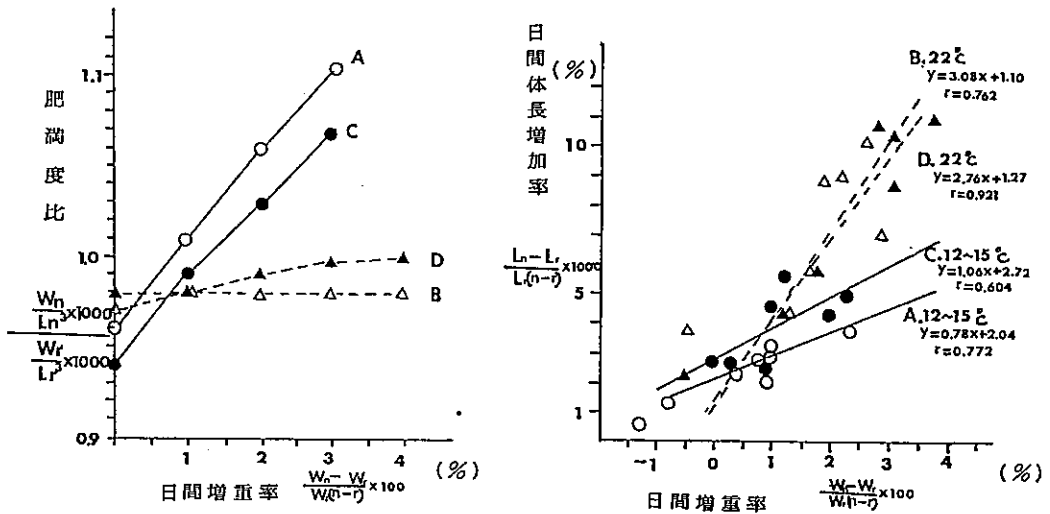 1.1
1.0
0.9
肥満度比
Wn/Ln³×1000
Wr/Lr³×1000
A
C
D
B
1 2 3 4 (%)
日間増重率 Wn−Wr/Wr(n−r)×100
日間体長増加率
(%)
10
5
1
Ln−Lr/Lr(n−r)×1000
B.22°C
y=3.08x+1.10
r=0.762
D.22°C
y=2.76x+1.27
r=0.921
C.12~15°C
y=1.06x+2.72
r=0.604
A.12~15°C
y=0.78x+2.04
r=0.772
−1 0 1 2 3 4 (%)
日間増重率 Wn−Wr/Wr(n−r)×100